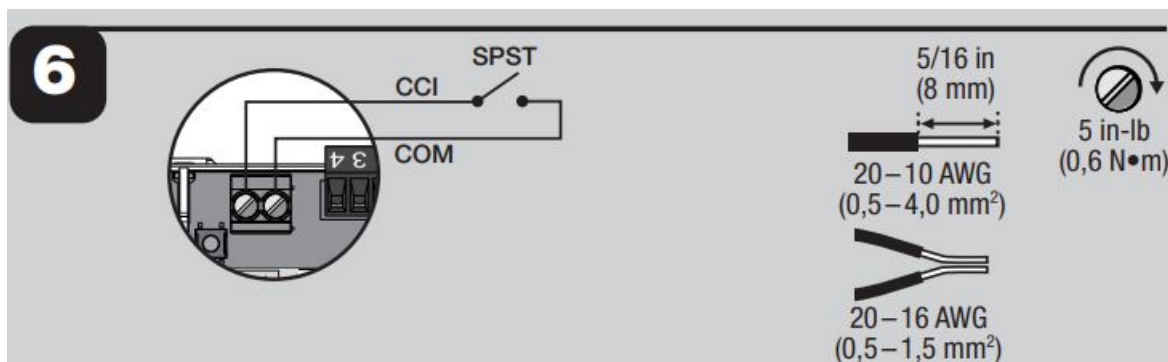 6
SPST
CCI
COM
3 4
5/16 in
(8 mm)
20–10 AWG
(0,5–4,0 mm²)
20–16 AWG
(0,5–1,5 mm²)
5 in-lb
(0,6 N•m)